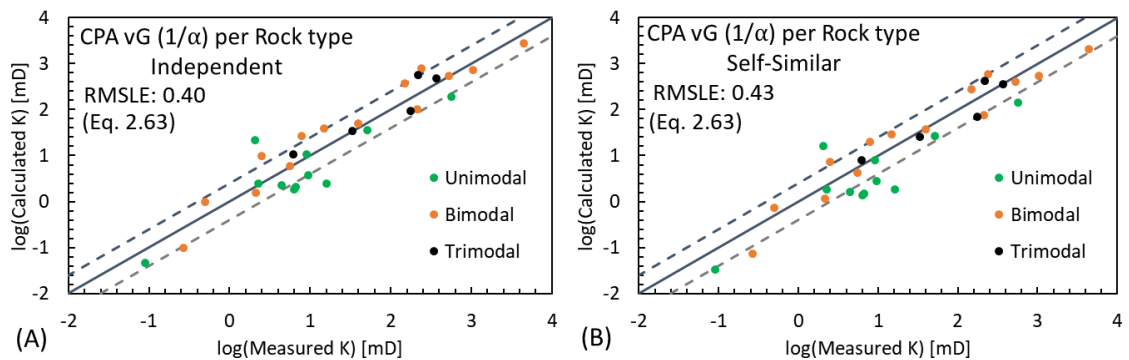 CPA vG (1/α) per Rock type
Independent
RMSLE: 0.40
(Eq. 2.63)
Unimodal
Bimodal
Trimodal
log(Calculated K) [mD]
4
3
2
1
0
-1
-2
-2 -1 0 1 2 3 4
log(Measured K) [mD]
(A)
CPA vG (1/α) per Rock type
Self-Similar
RMSLE: 0.43
(Eq. 2.63)
Unimodal
Bimodal
Trimodal
log(Calculated K) [mD]
4
3
2
1
0
-1
-2
-2 -1 0 1 2 3 4
log(Measured K) [mD]
(B)